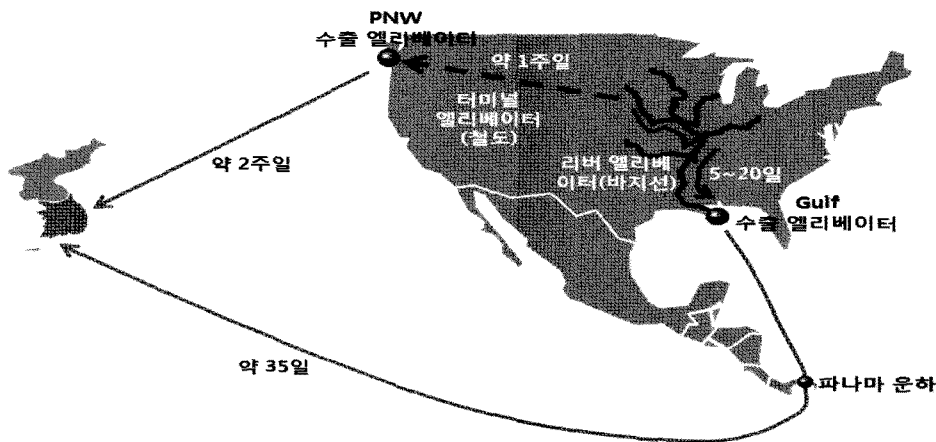 PNW
수출 엘리베이터
약 1주일
터미널
엘리베이터
(철도)
약 2주일
리버 엘리베
이터(바지선)
5~20일
Gulf
수출 엘리베이터
약 35일
파나마 운하